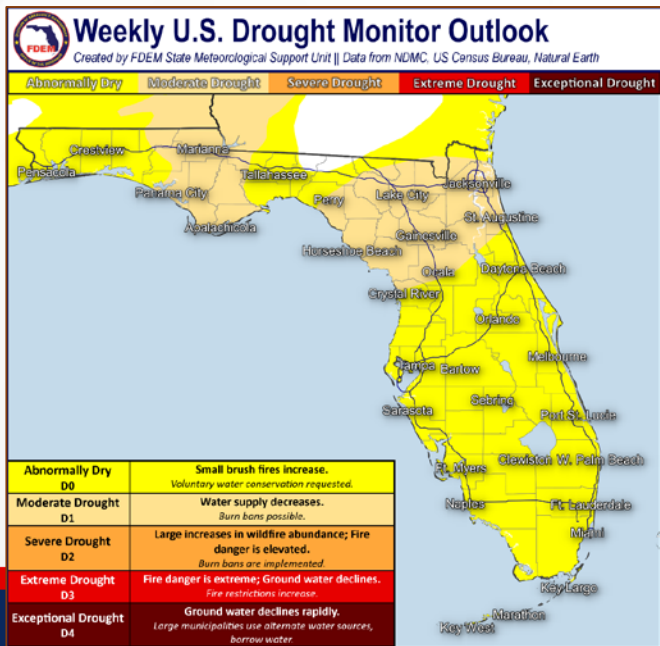 FDEM
Weekly U.S. Drought Monitor Outlook
Created by FDEM State Meteorological Support Unit || Data from NDMC, US Census Bureau, Natural Earth
Abnormally Dry Moderate Drought Severe Drought Extreme Drought Exceptional Drought
Crestview
Marianna
Pensacola
Tallahassee
Panama City
Apalachicola
Perry
Lake City
Jacksonville
St. Augustine
Gainesville
Horseshoe Beach
Ocala
Daytona Beach
Crystal River
Orlando
Tampa
Bartow
Melbourne
Sebring
Sarasota
Port St. Lucie
Ft. Myers
Clewiston
W. Palm Beach
Naples
Ft. Lauderdale
Miami
Key Largo
Marathon
Key West
Abnormally Dry
D0
Small brush fires increase.
Voluntary water conservation requested.
Moderate Drought
D1
Water supply decreases.
Burn bans possible.
Severe Drought
D2
Large increases in wildfire abundance; Fire
danger is elevated.
Burn bans are implemented.
Extreme Drought
D3
Fire danger is extreme; Ground water declines.
Fire restrictions increase.
Exceptional Drought
D4
Ground water declines rapidly.
Large municipalities use alternate water sources,
borrow water.